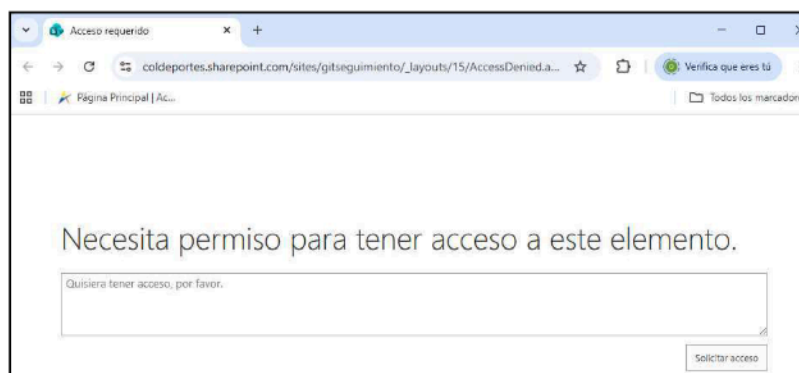 Acceso requerido
coldeportes.sharepoint.com/sites/gitseguimiento/_layouts/15/AccessDenied.a...
Verifica que eres tú
Página Principal | Ac...
Todos los marcadore
Necesita permiso para tener acceso a este elemento.
Quisiera tener acceso, por favor.
Solicitar acceso